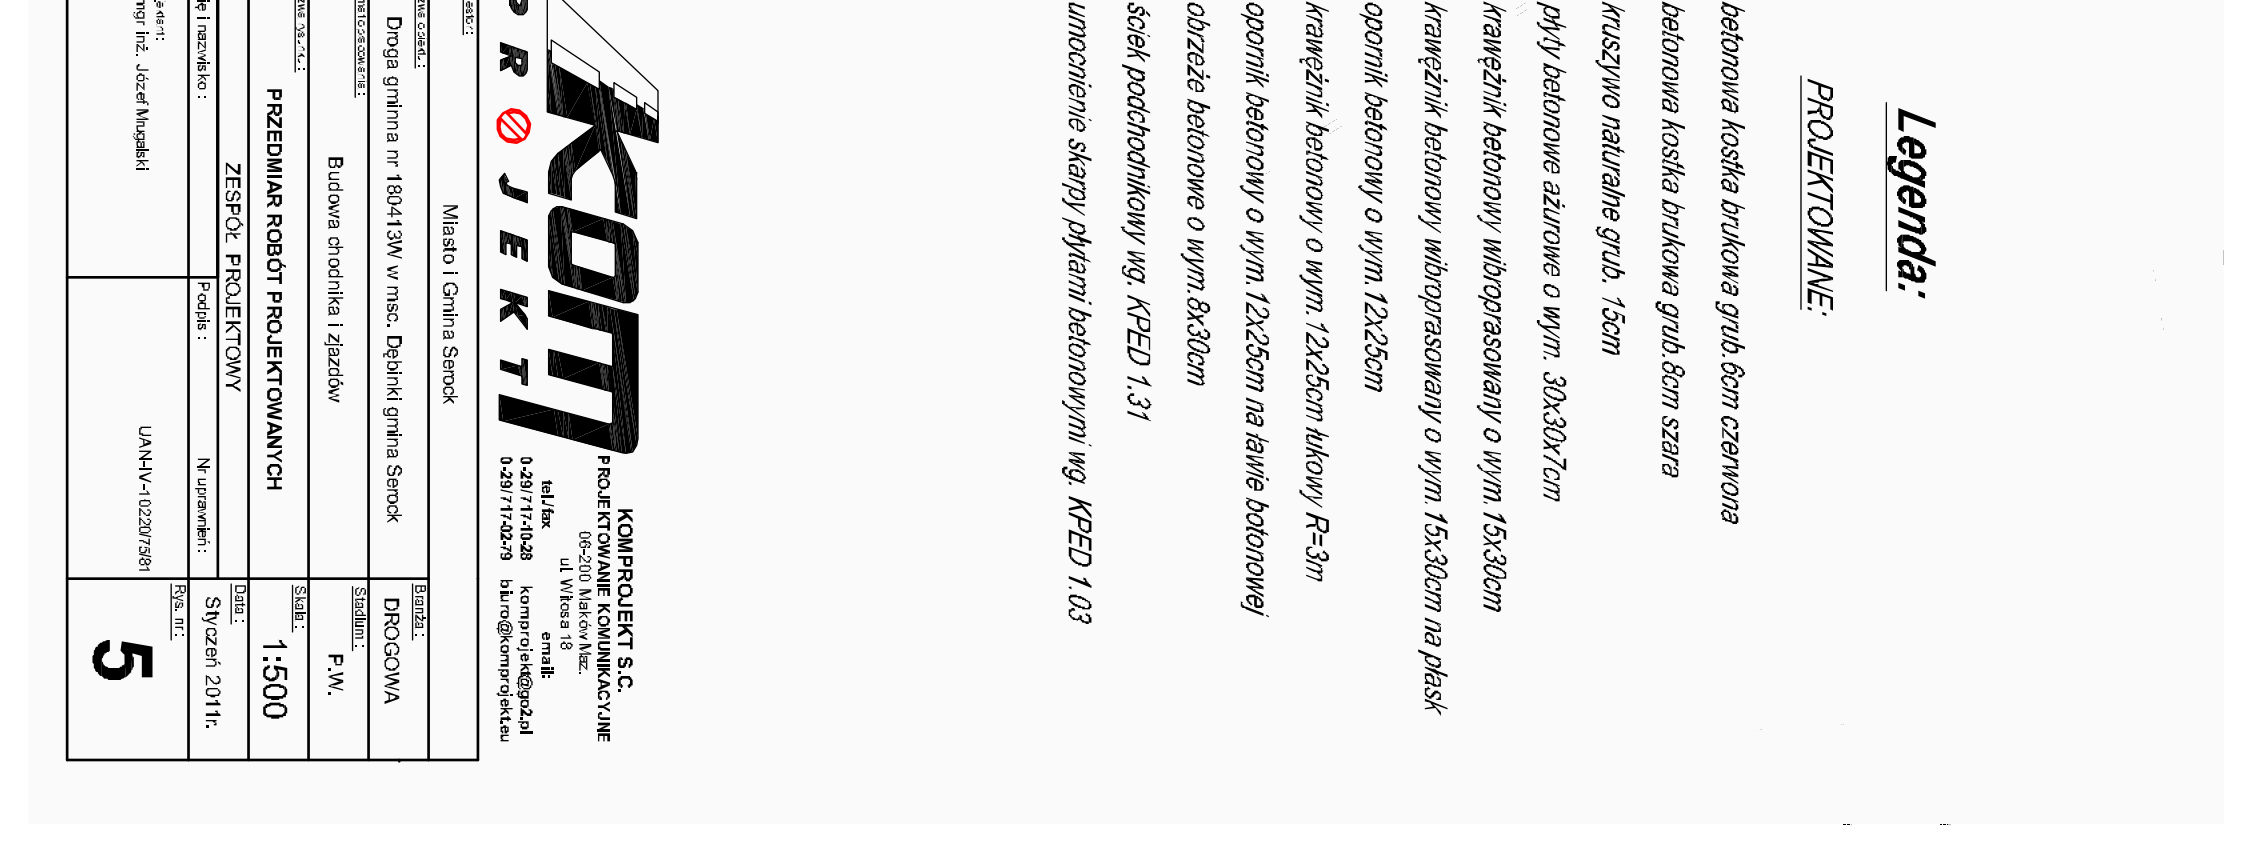 Legenda:
PROJEKTOWANE:
betonowa kostka brukowa grub.6cm czerwona
betonowa kostka brukowa grub.8cm szara
kruszywo naturalne grub. 15cm
płyty betonowe ażurowe o wym. 30x30x7cm
krawężnik betonowy wibroprasowany o wym.15x30cm
krawężnik betonowy wibroprasowany o wym.15x30cm na płask
opornik betonowy o wym.12x25cm
krawężnik betonowy o wym.12x25cm łukowy R=3m
opornik betonowy o wym.12x25cm na ławie botonowej
obrzeże betonowe o wym.8x30cm
ściek podchodnikowy wg. KPED 1.31
umocnienie skarpy płytami betonowymi wg. KPED 1.03
KOM
PROJEKT
KOMPROJEKT S.C.
PROJEKTOWANIE KOMUNIKACYJNE
06-200 Maków Maz.
ul. Witosa 18
tel./fax email:
0-29/717-10-28 komprojekt@go2.pl
0-29/717-02-79 biuro@komprojekt.eu
Miasto i Gmina Serock
Droga gminna nr 180413W w msc. Dębinki gmina Serock
Branża:
DROGOWA
Budowa chodnika i zjazdów
Stadium:
P.W.
PRZEDMIAR ROBÓT PROJEKTOWANYCH
Skala:
1:500
ZESPÓŁ PROJEKTOWY
Data:
Styczeń 2011r.
i nazwisko: Podpis: Nr uprawnień:
mgr inż. Józef Mrugalski
UAN-IV-10220/75/81
Rys. nr:
5